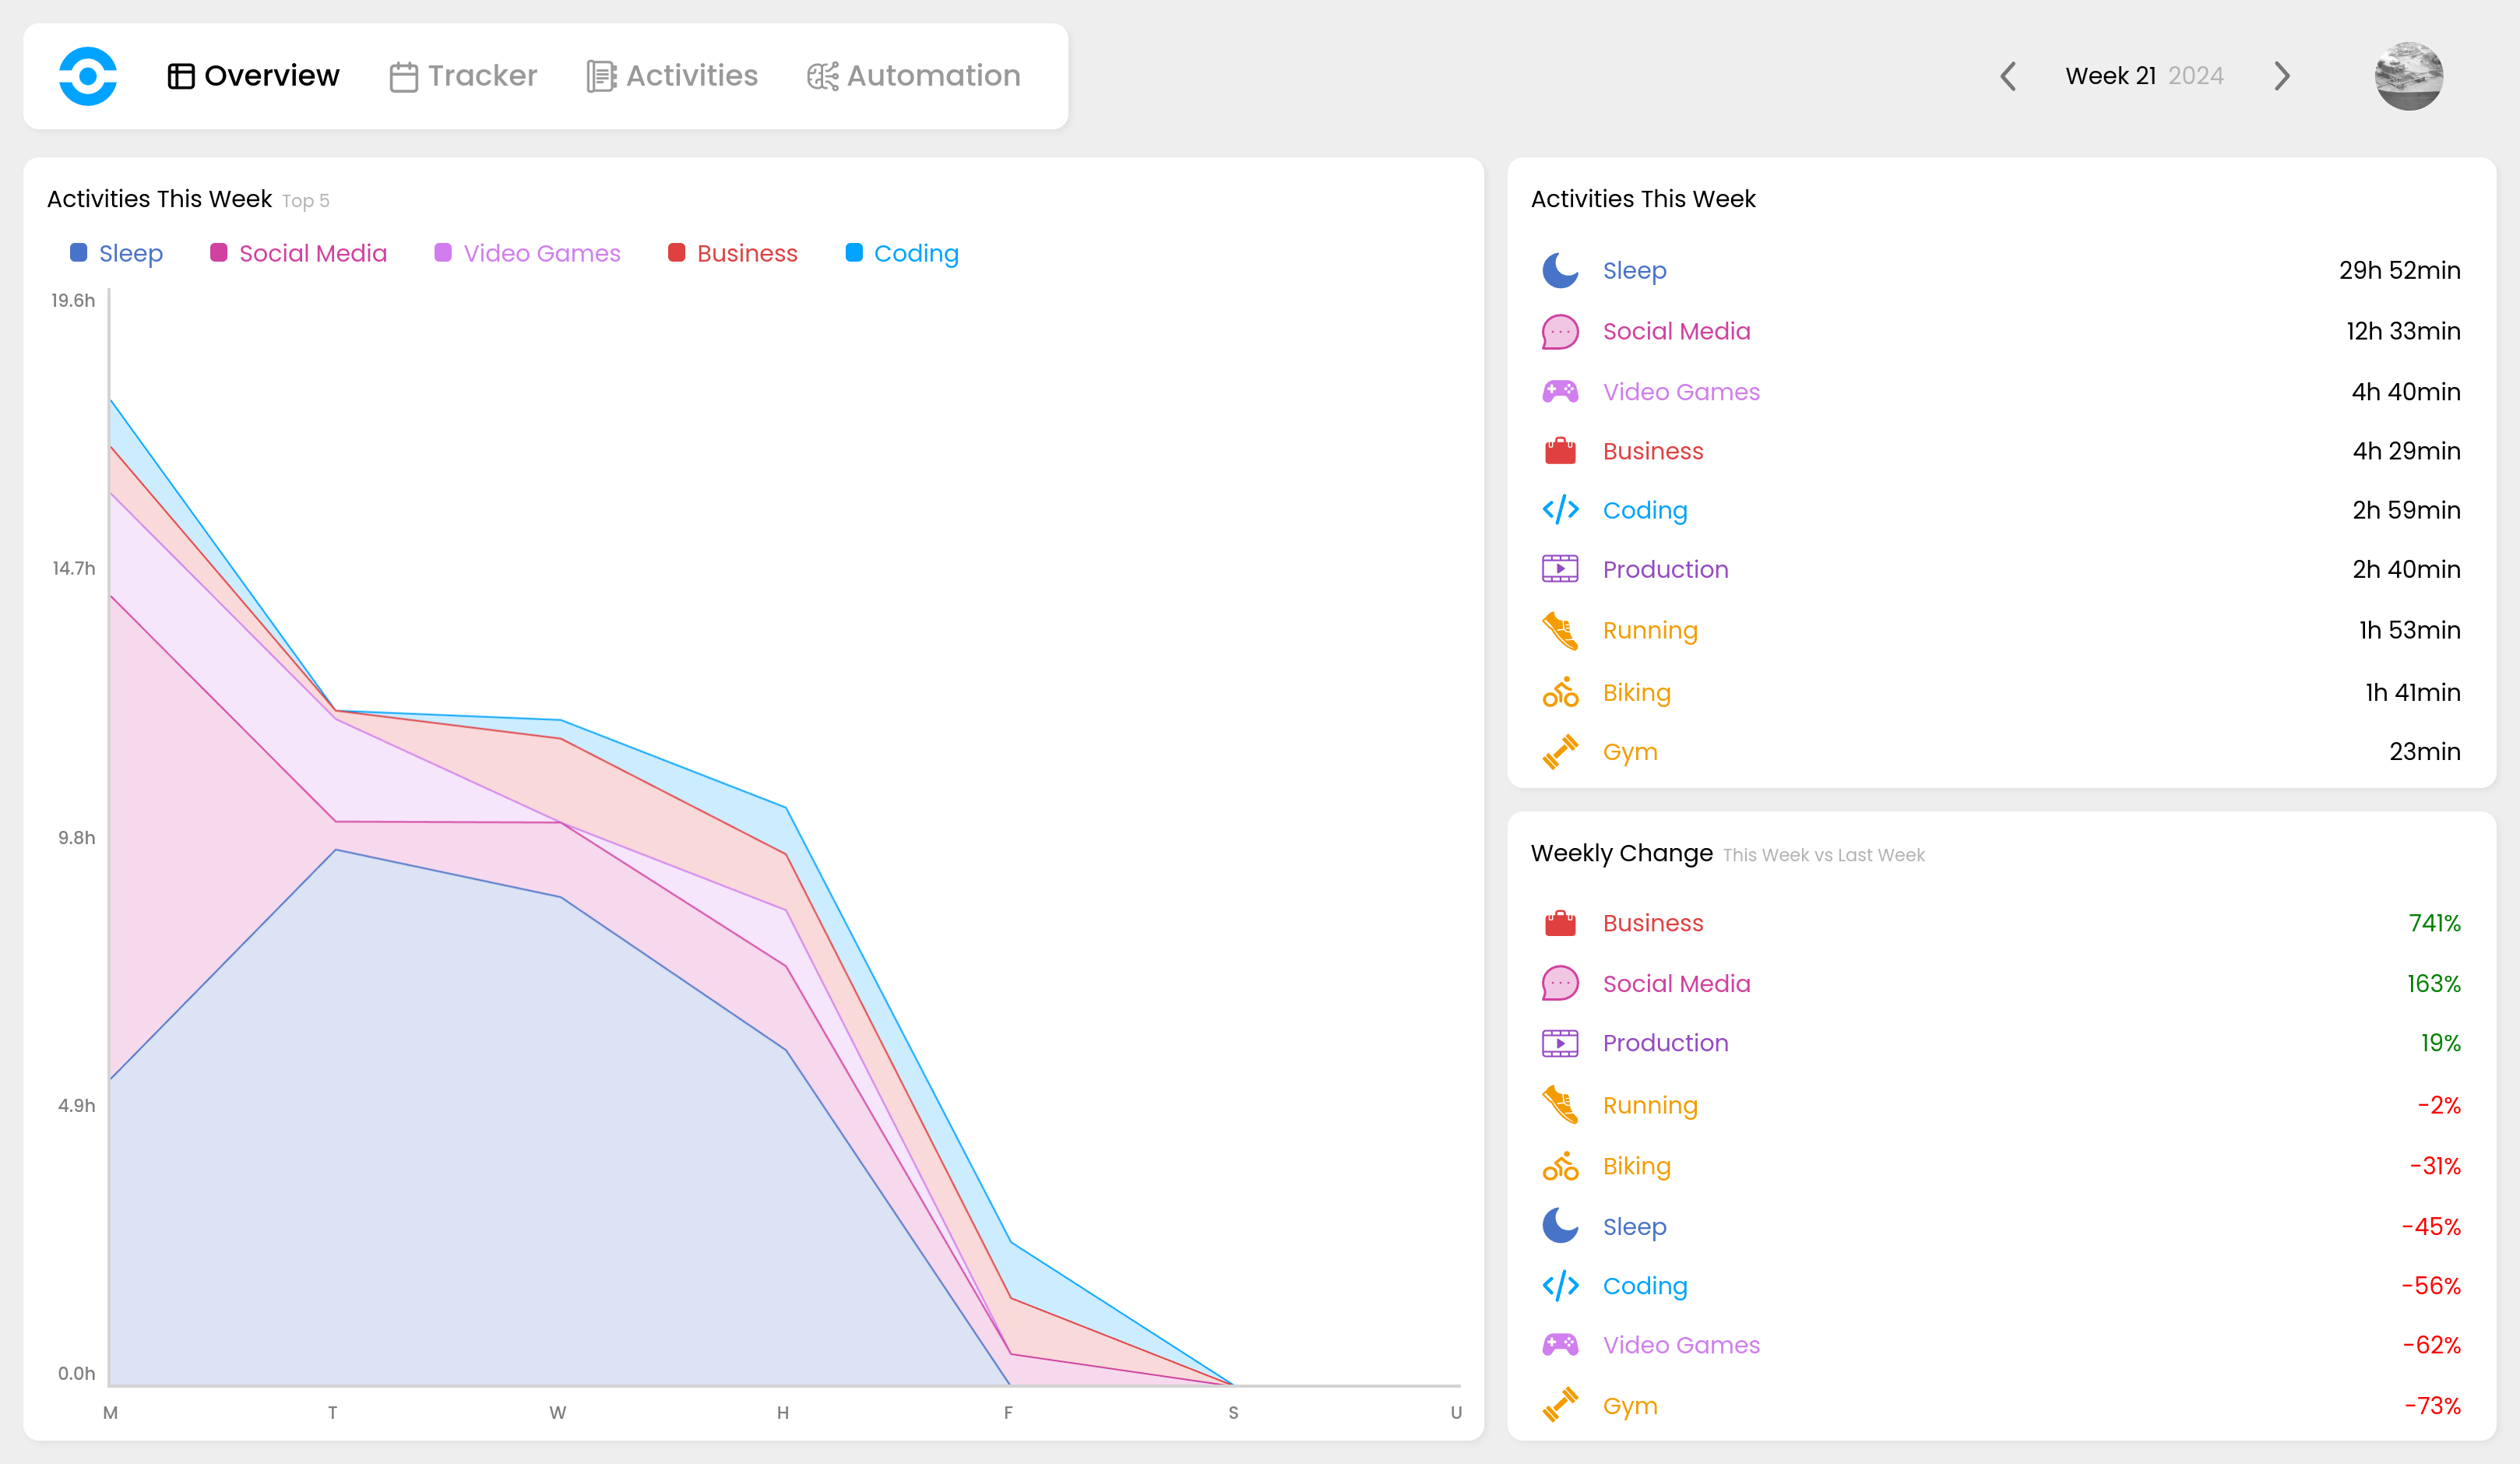 Overview Tracker Activities Automation
Week 21 2024
Activities This Week Top 5
Sleep Social Media Video Games Business Coding
19.6h
14.7h
9.8h
4.9h
0.0h
M T W H F S U
Activities This Week
Sleep 29h 52min
Social Media 12h 33min
Video Games 4h 40min
Business 4h 29min
Coding 2h 59min
Production 2h 40min
Running 1h 53min
Biking 1h 41min
Gym 23min
Weekly Change This Week vs Last Week
Business 741%
Social Media 163%
Production 19%
Running -2%
Biking -31%
Sleep -45%
Coding -56%
Video Games -62%
Gym -73%